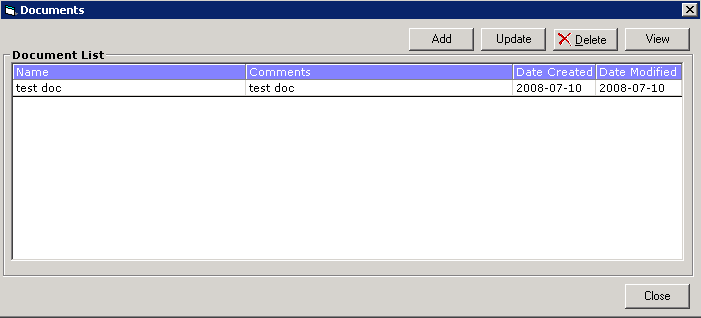 Documents
Add Update Delete View
Document List
Name Comments Date Created Date Modified
test doc test doc 2008-07-10 2008-07-10
Close